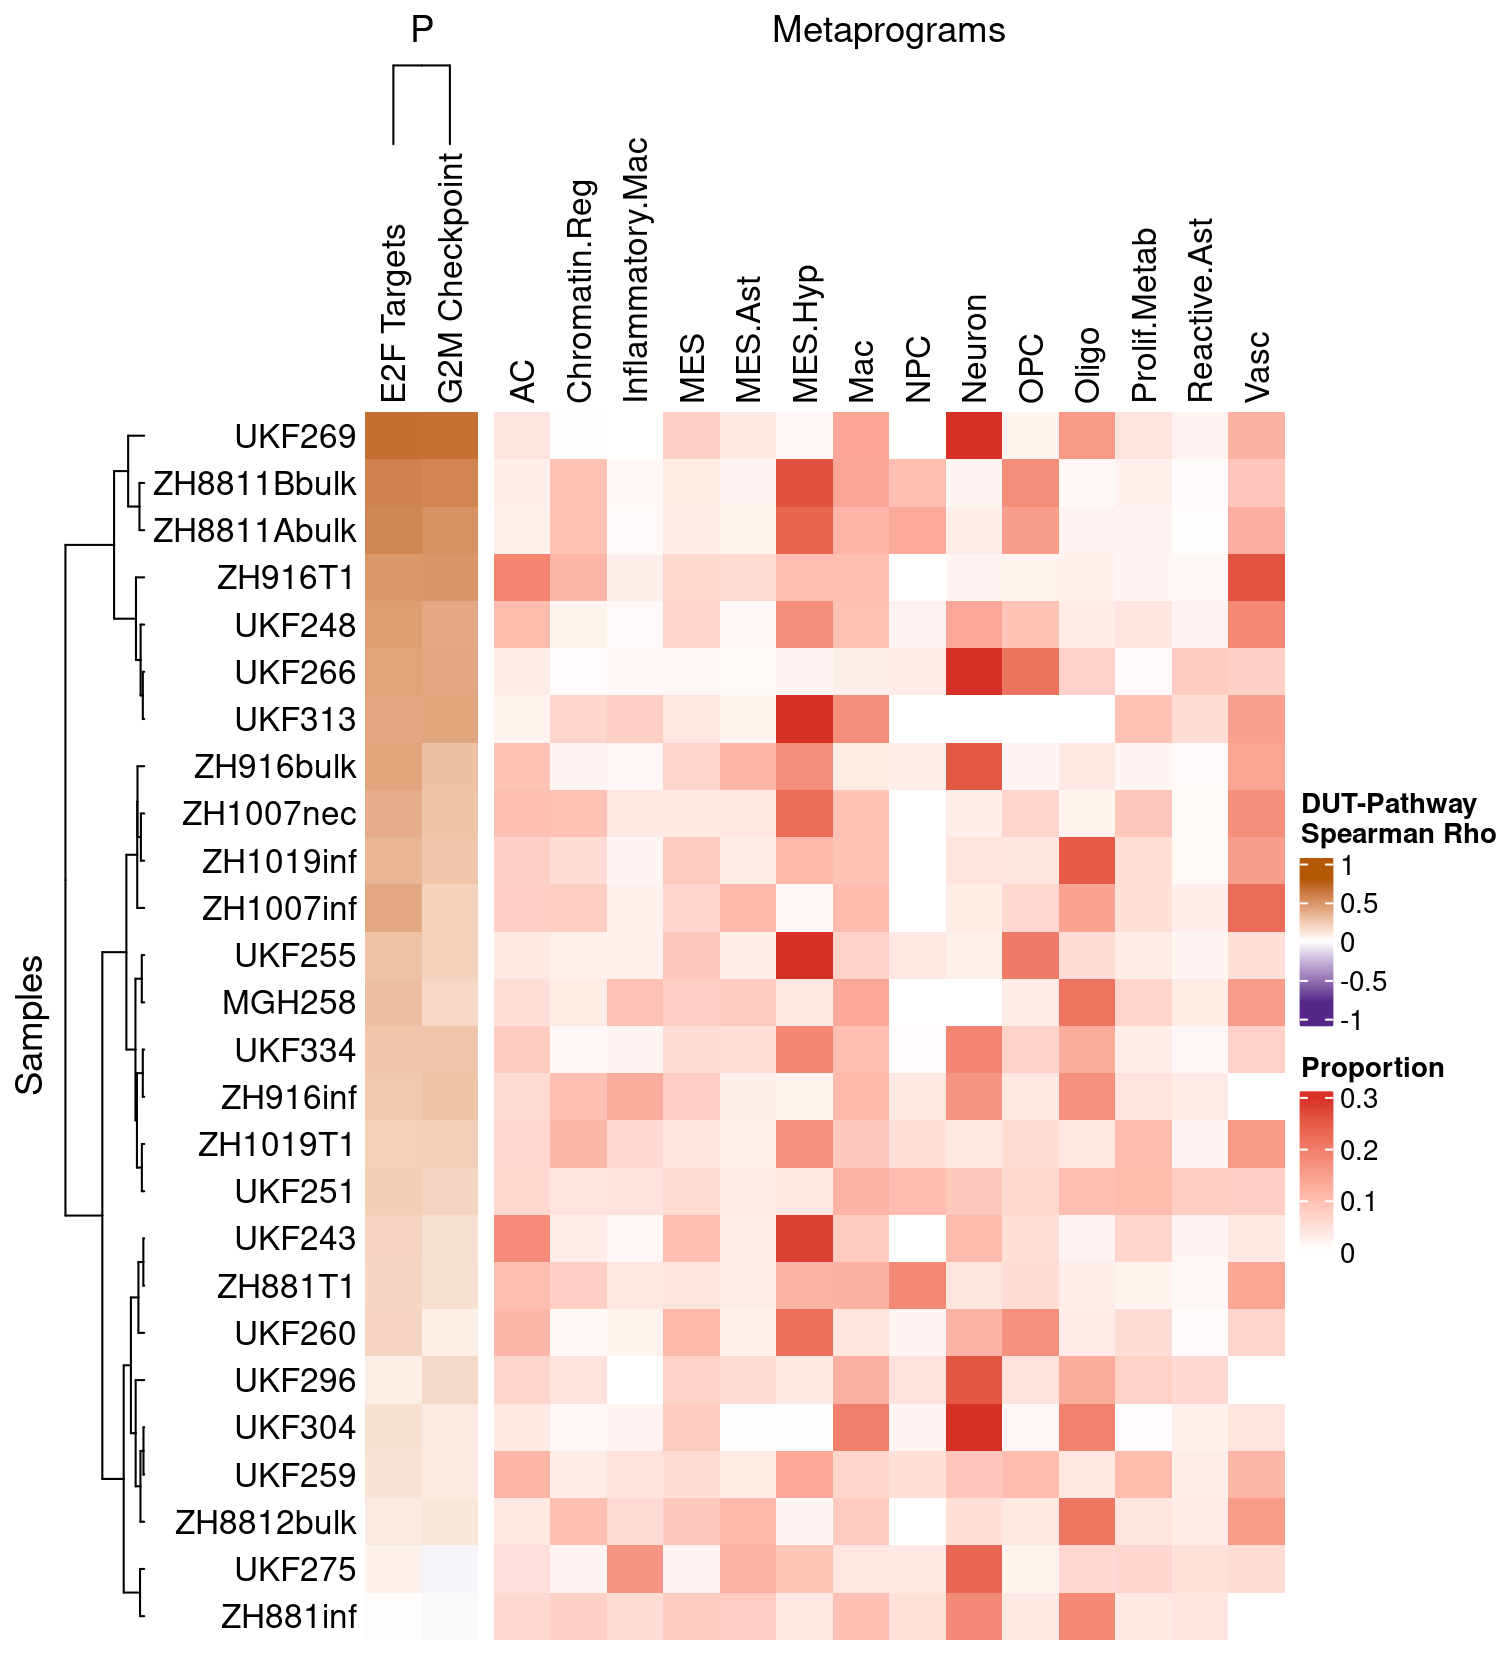 P
Metaprograms
E2F Targets
G2M Checkpoint
AC
Chromatin.Reg
Inflammatory.Mac
MES
MES.Ast
MES.Hyp
Mac
NPC
Neuron
OPC
Oligo
Prolif.Metab
Reactive.Ast
Vasc
Samples
UKF269
ZH8811Bbulk
ZH8811Abulk
ZH916T1
UKF248
UKF266
UKF313
ZH916bulk
ZH1007nec
ZH1019inf
ZH1007inf
UKF255
MGH258
UKF334
ZH916inf
ZH1019T1
UKF251
UKF243
ZH881T1
UKF260
UKF296
UKF304
UKF259
ZH8812bulk
UKF275
ZH881inf
DUT-Pathway
Spearman Rho
1
0.5
0
-0.5
-1
Proportion
0.3
0.2
0.1
0